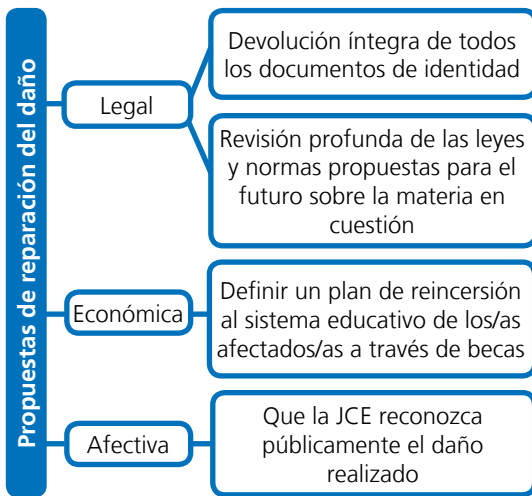 Propuestas de reparación del daño
Legal
Devolución íntegra de todos
los documentos de identidad
Revisión profunda de las leyes
y normas propuestas para el
futuro sobre la materia en
cuestión
Económica
Definir un plan de reincersión
al sistema educativo de los/as
afectados/as a través de becas
Afectiva
Que la JCE reconozca
públicamente el daño
realizado